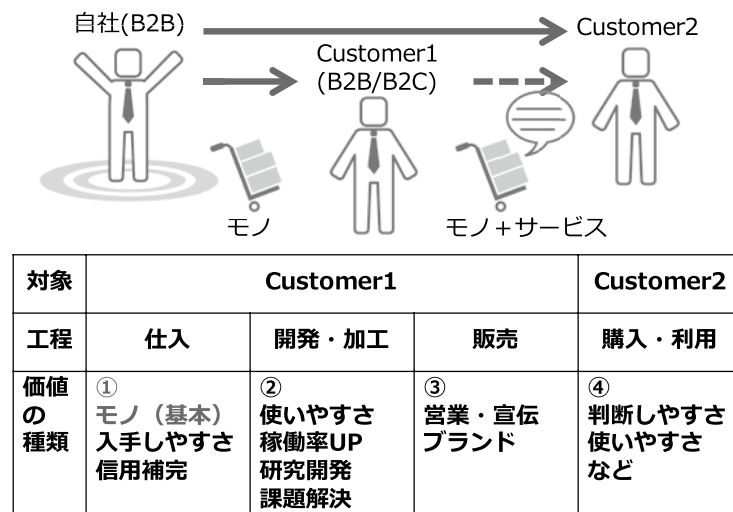 自社(B2B)
Customer2
Customer1
(B2B/B2C)
モノ
モノ＋サービス
対象
Customer1
Customer2
工程
仕入
開発・加工
販売
購入・利用
価値
の
種類
①
モノ（基本）
入手しやすさ
信用補完
②
使いやすさ
稼働率UP
研究開発
課題解決
③
営業・宣伝
ブランド
④
判断しやすさ
使いやすさ
など